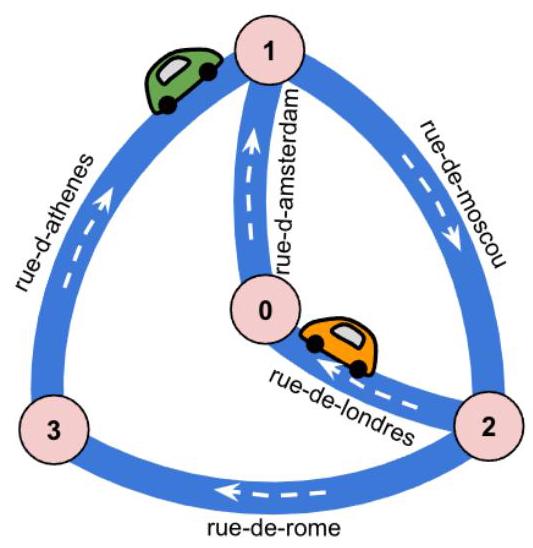 1
rue-d-athenes
rue-d-amsterdam
rue-de-moscou
0
rue-de-londres
3
2
rue-de-rome